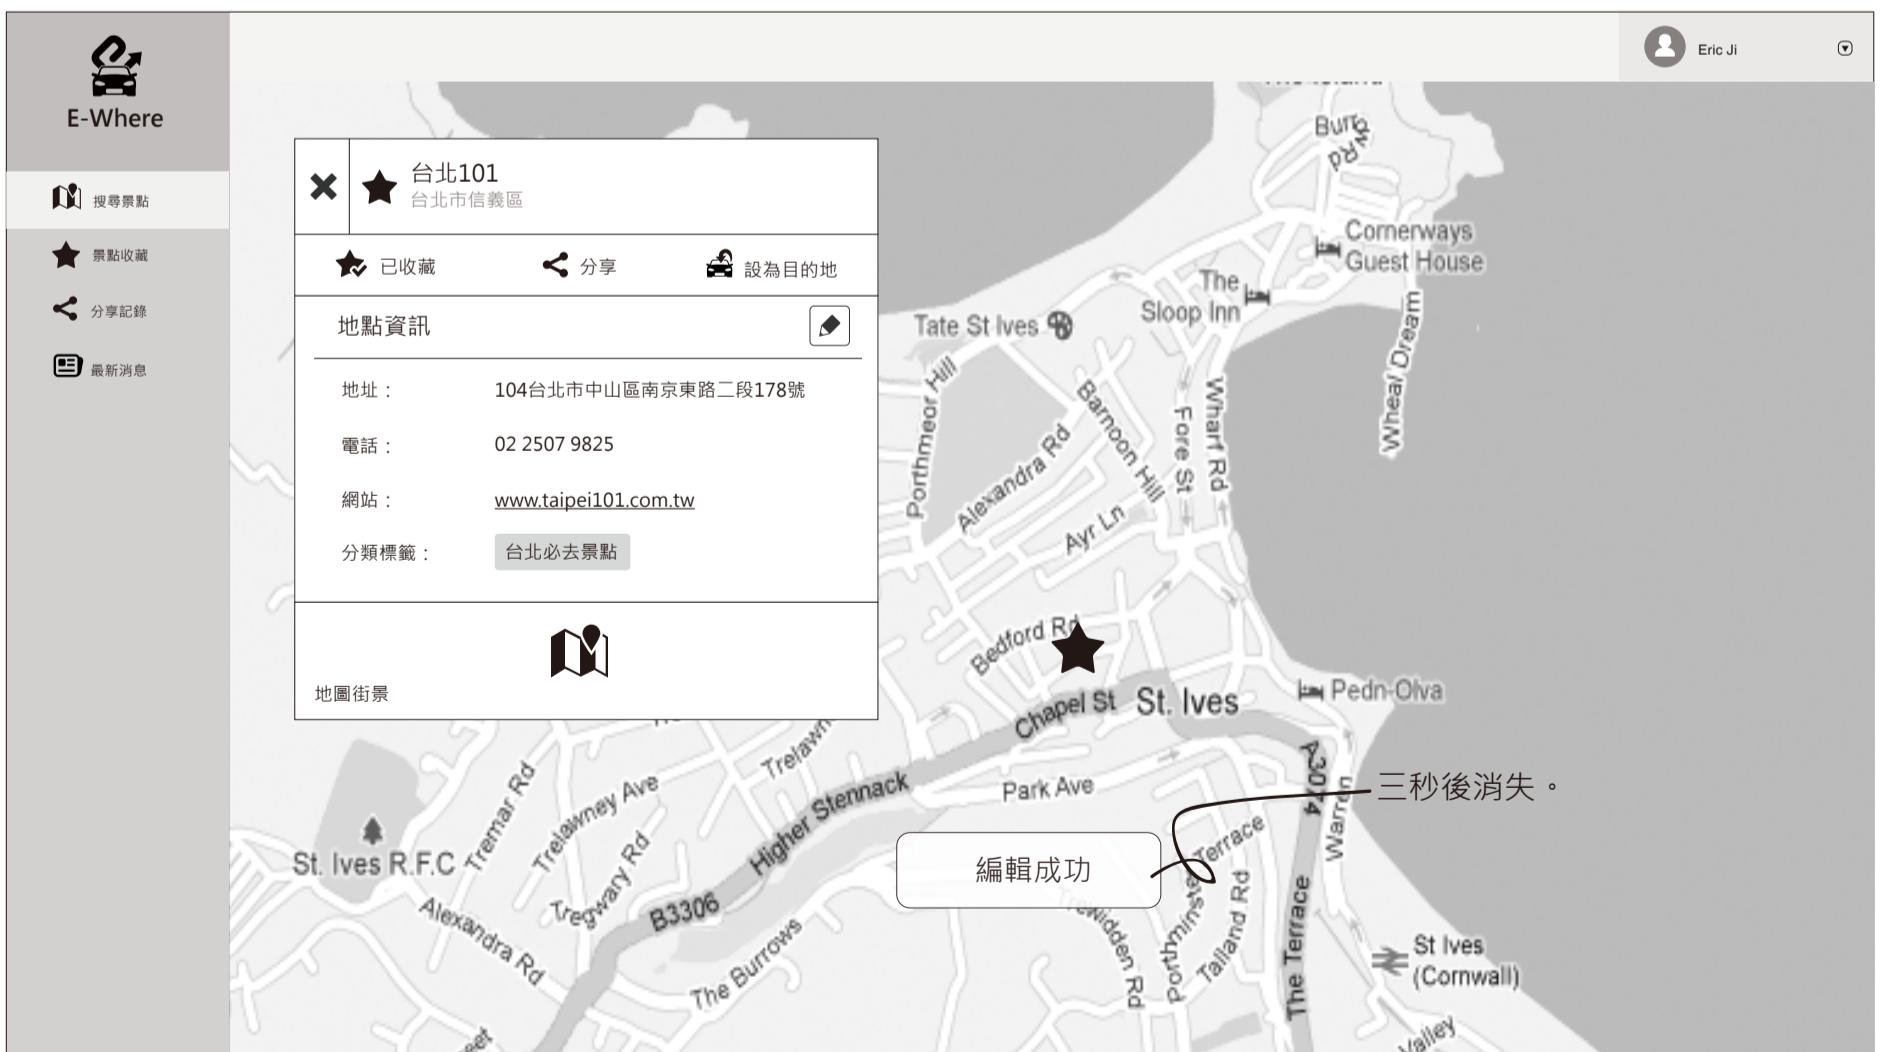 E-Where
Eric Ji
搜尋景點
景點收藏
分享記錄
最新消息
台北101
台北市信義區
已收藏
分享
設為目的地
地點資訊
地址：
104台北市中山區南京東路二段178號
電話：
02 2507 9825
網站：
www.taipei101.com.tw
分類標籤：
台北必去景點
地圖街景
Cornerways
Guest House
The
Sloop Inn
Tate St Ives
Wheal Dream
Porthmeor Hill
Barnoon Hill
Fore St
Wharf Rd
Alexandra Rd
Ayr Ln
Bedford Rd
Chapel St
St. Ives
Pedn-Olva
A3074
Warren
Park Ave
Higher Stennack
Tremar Rd
Trelawney Ave
Tregwary Rd
St. Ives R.F.C
Alexandra Rd
B3306
The Burrows
Talland Rd
The Terrace
St Ives
(Cornwall)
Valley
三秒後消失。
編輯成功